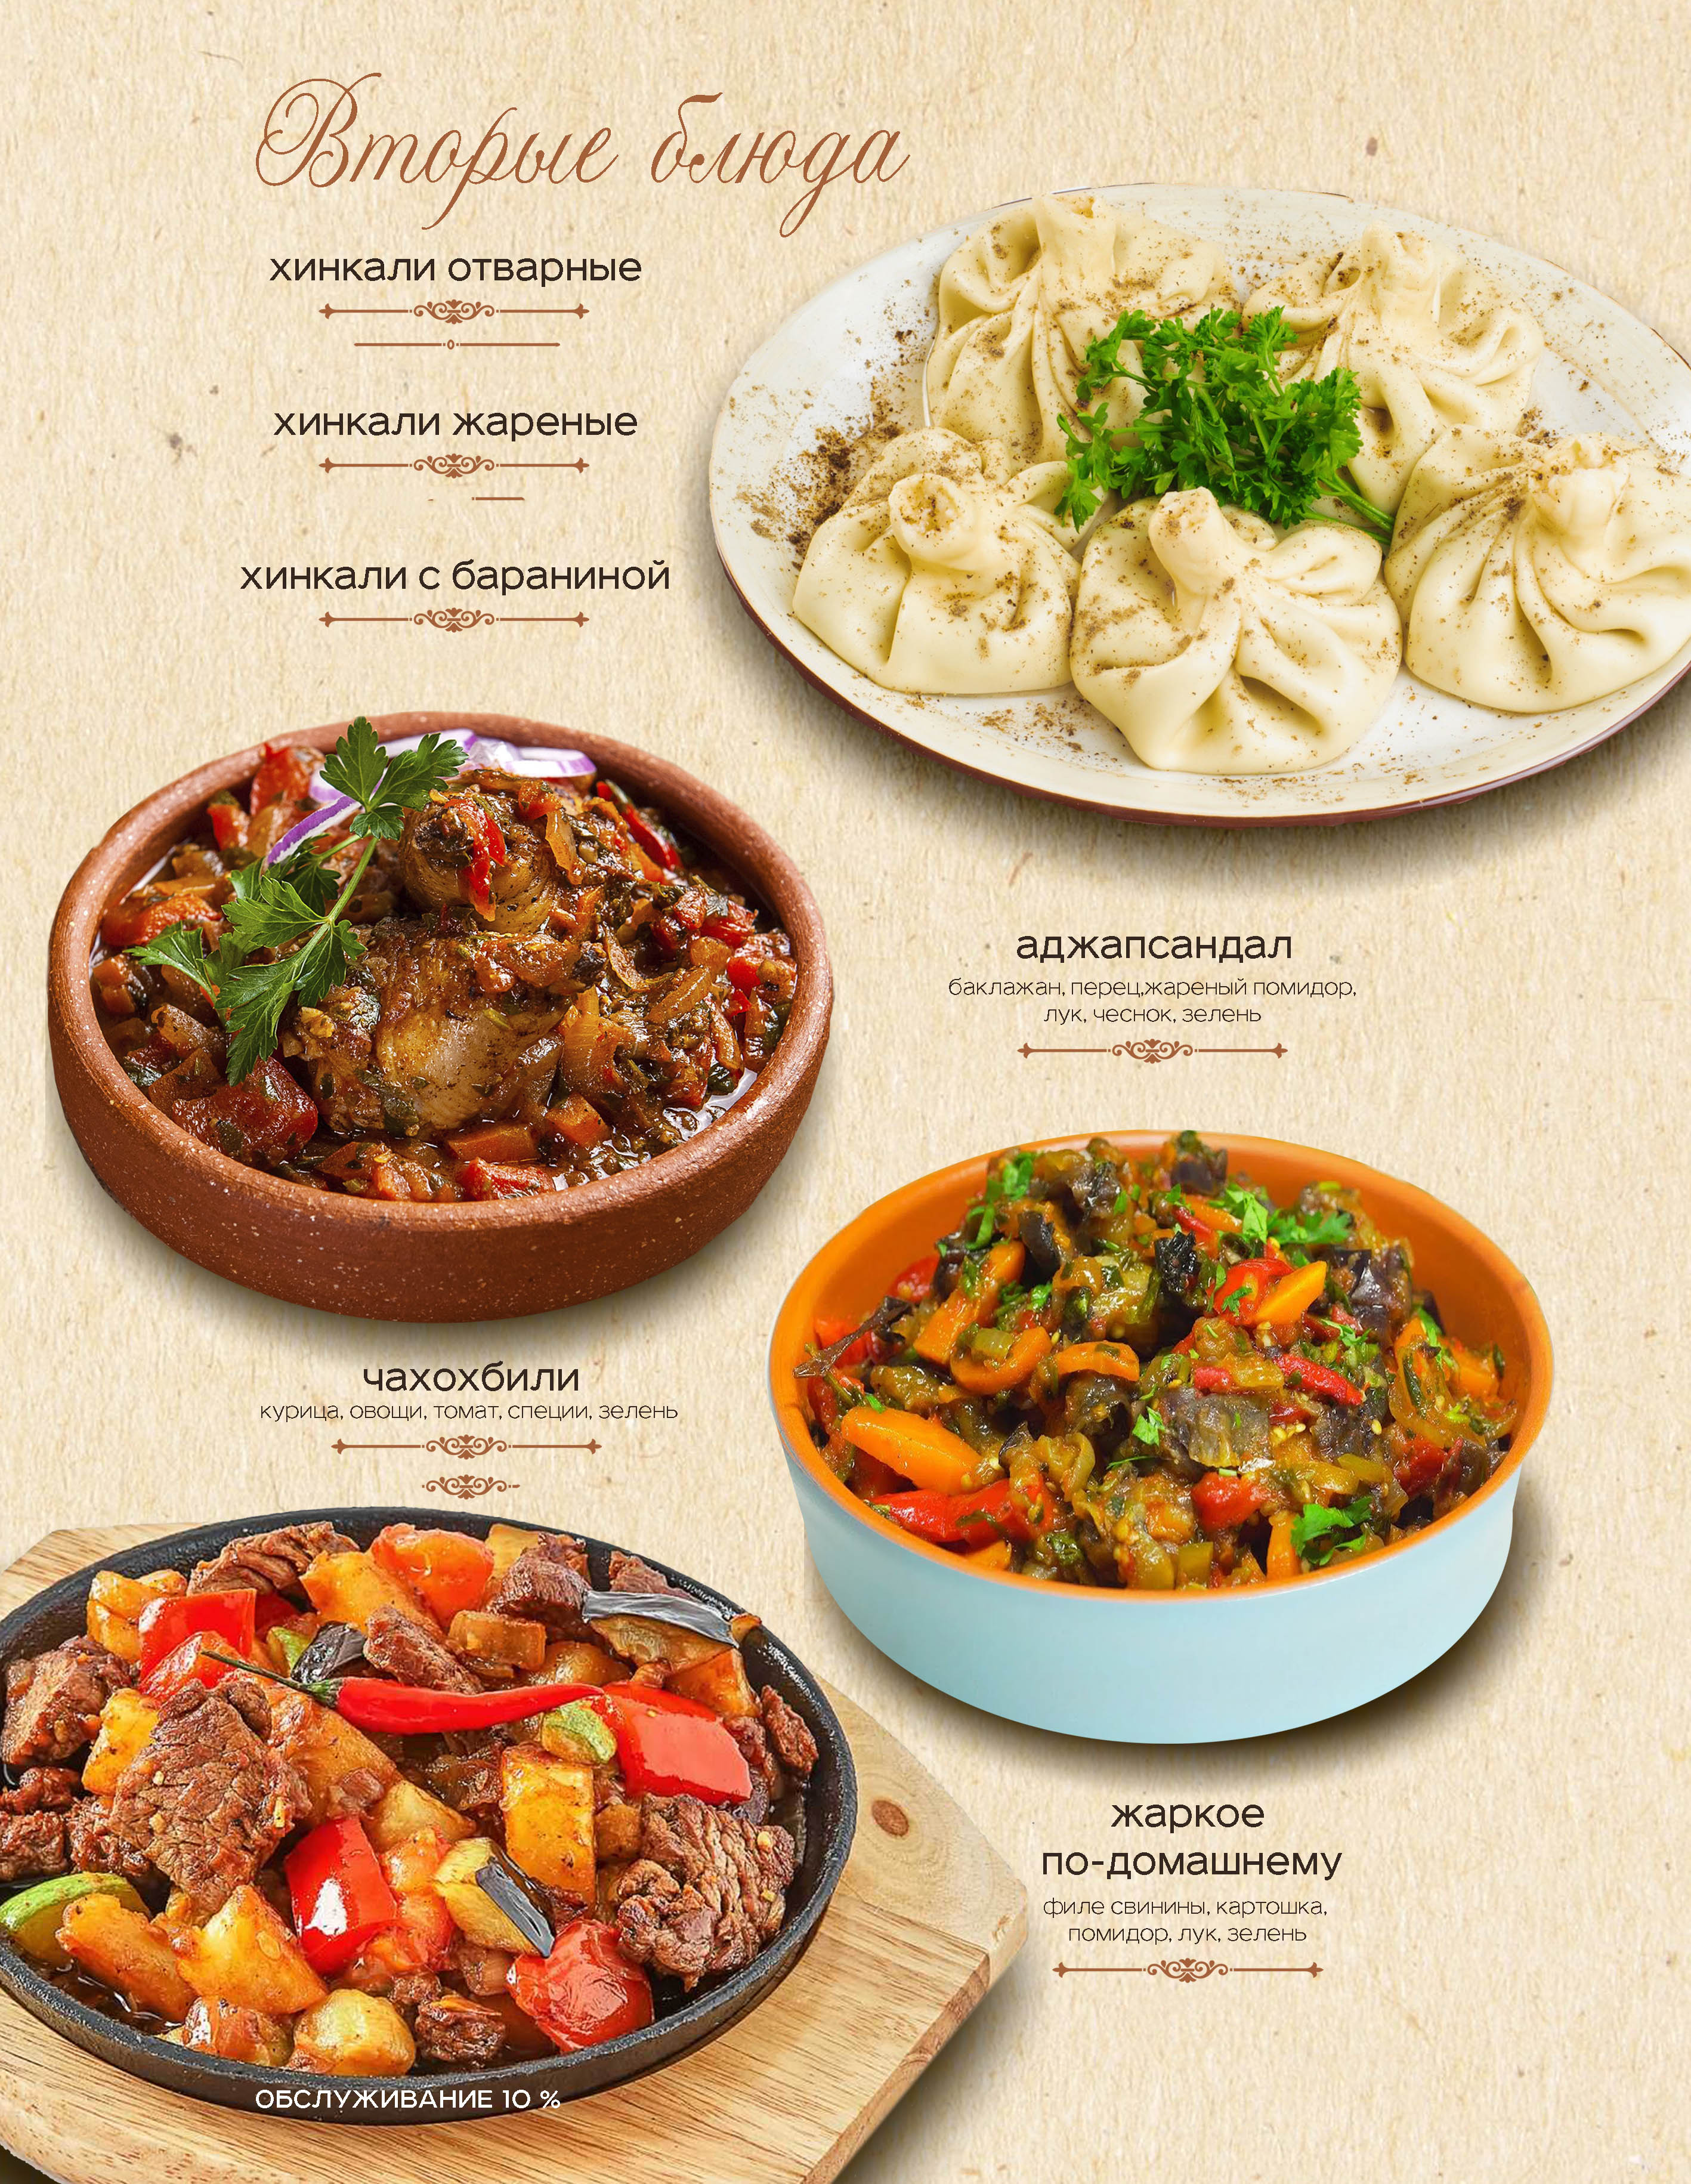 Вторые блюда
хинкали отварные
хинкали жареные
хинкали с бараниной
аджапсандал
баклажан, перец,жареный помидор,
лук, чеснок, зелень
чахохбили
курица, овощи, томат, специи, зелень
жаркое
по-домашнему
филе свинины, картошка,
помидор, лук, зелень
ОБСЛУЖИВАНИЕ 10 %